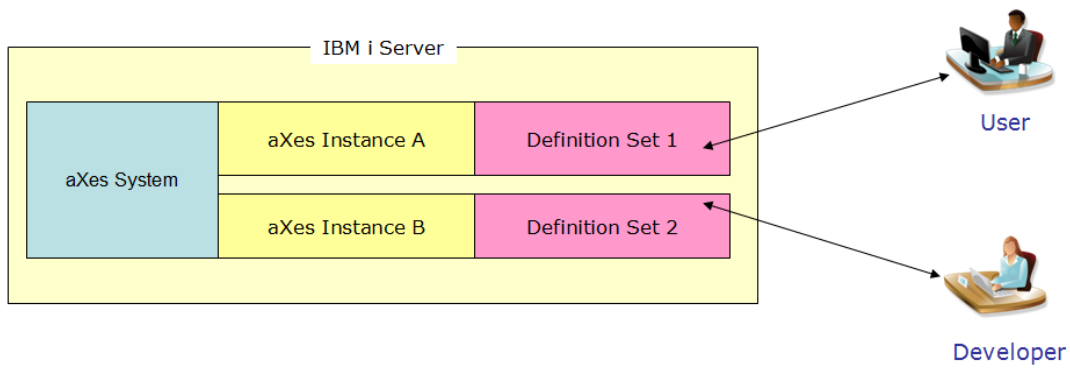 IBM i Server
aXes System
aXes Instance A
Definition Set 1
aXes Instance B
Definition Set 2
User
Developer